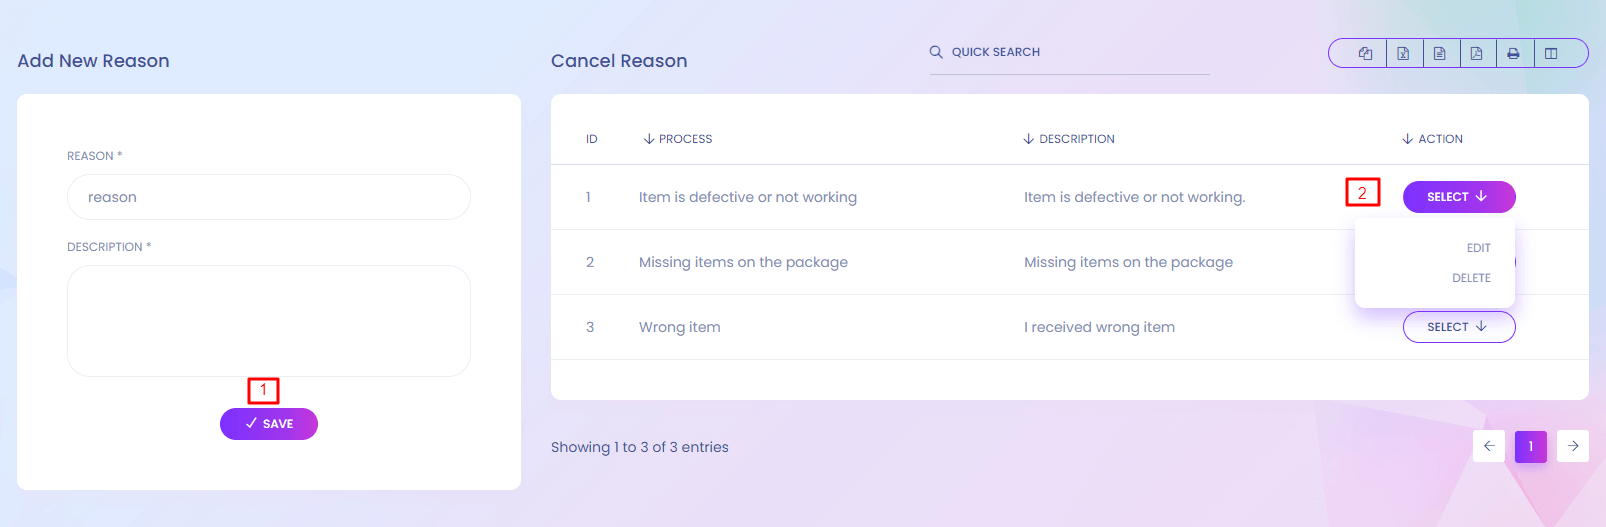 Add New Reason
REASON *
reason
DESCRIPTION *
1
SAVE
Cancel Reason
QUICK SEARCH
ID PROCESS DESCRIPTION ACTION
1 Item is defective or not working Item is defective or not working. 2 SELECT
EDIT
2 Missing items on the package Missing items on the package
DELETE
3 Wrong item I received wrong item SELECT
Showing 1 to 3 of 3 entries
1